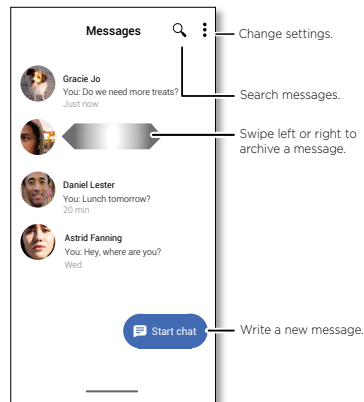 Messages
Change settings.
Gracie Jo
You: Do we need more treats?
Just now
Search messages.
Swipe left or right to
archive a message.
Daniel Lester
You: Lunch tomorrow?
20 min
Astrid Fanning
You: Hey, where are you?
Wed
Start chat
Write a new message.